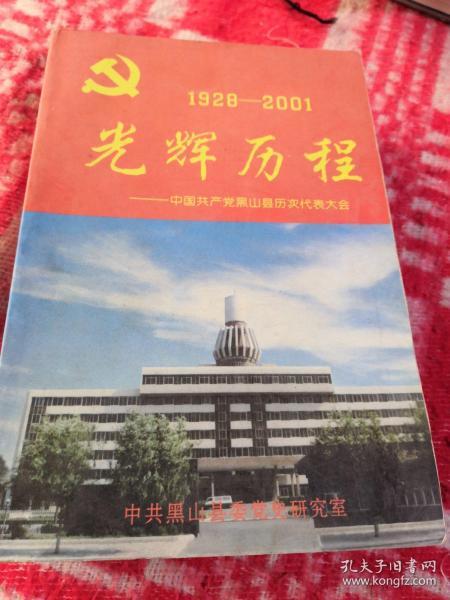 1928—2001
光辉历程
——中国共产党黑山县历次代表大会
中共黑山县委党史研究室
孔夫子旧书网
www.kongfz.com